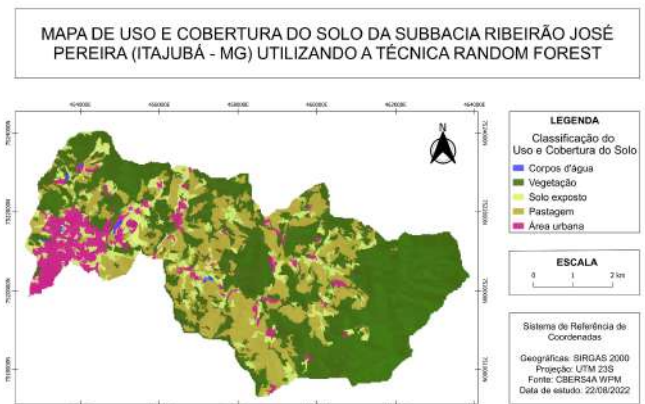 MAPA DE USO E COBERTURA DO SOLO DA SUBBACIA RIBEIRÃO JOSÉ
PEREIRA (ITAJUBÁ - MG) UTILIZANDO A TÉCNICA RANDOM FOREST
N
LEGENDA
Classificação do
Uso e Cobertura do Solo
Corpos d'água
Vegetação
Solo exposto
Pastagem
Área urbana
ESCALA
0 1 2 km
Sistema de Referência de
Coordenadas
Geográficas: SIRGAS 2000
Projeção: UTM 23S
Fonte: CBERS4A WPM
Data de estudo: 22/08/2022